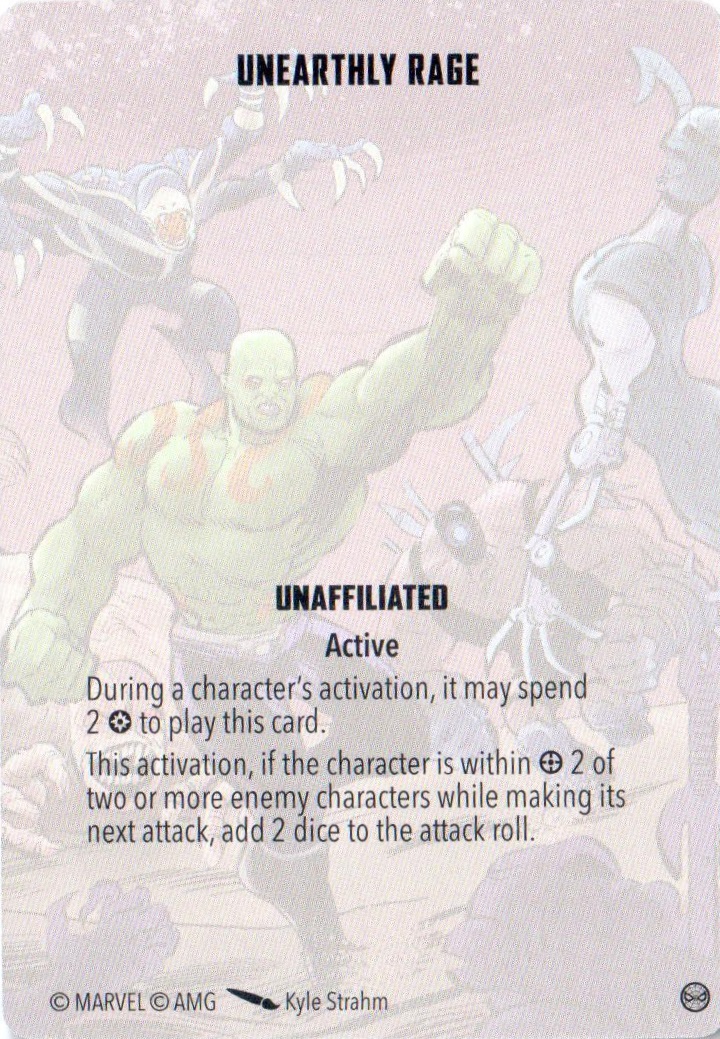 UNEARTHLY RAGE
UNAFFILIATED
Active
During a character's activation, it may spend
2 to play this card.
This activation, if the character is within 2 of
two or more enemy characters while making its
next attack, add 2 dice to the attack roll.
© MARVEL © AMG Kyle Strahm